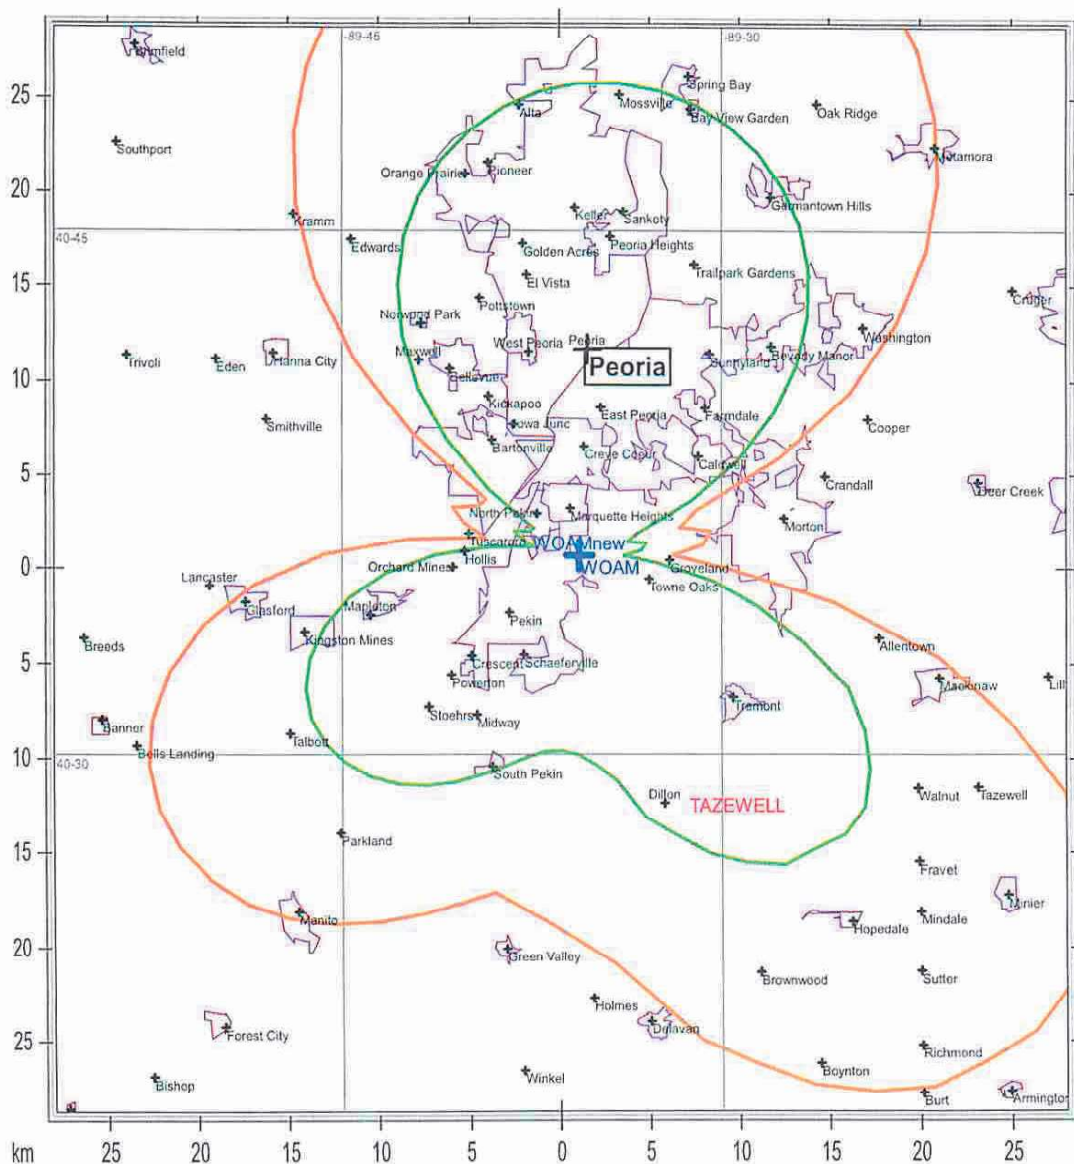 -89-45
-89-30
Spring Bay
Mossville
Alta
Bay View Garden
Oak Ridge
25
Southport
Pioneer
Orange Prairie
20
Germantown Hills
Keller
Sankoty
Kramm
40-45
Edwards
Peoria Heights
Golden Acres
15
El Vista
Trailpark Gardens
Cruger
Pottstown
Norwood Park
Washington
Peoria
West Peoria
Maxwell
Trivoli
Eden
Hanna City
Peoria
Sunnyland
Beverly Manor
10
Bellevue
Kickapoo
East Peoria
Farmdale
Smithville
Iowa Junc
Cooper
Bartonville
Creve Coeur
Caldwell
5
Crandall
Deer Creek
North Pekin
Marquette Heights
Morton
Tuscarora
WOAMnew
Hollis
0
Orchard Mines
WOAM
Groveland
Lancaster
Towne Oaks
Glasford
Mapleton
Pekin
Breeds
Kingston Mines
Allentown
5
Crescent
Schaeferville
Powerton
Mackinaw
Lill
Stoehrs
Midway
Tremont
Banner
Talbott
Bells Landing
10
40-30
South Pekin
Dillon
TAZEWELL
Walnut
Tazewell
Parkland
15
Fravet
Minier
Manito
Hopedale
Mindale
20
Green Valley
Brownwood
Sutter
Holmes
Forest City
Delavan
25
Richmond
Bishop
Winkel
Boynton
Burt
Armington
km 25 20 15 10 5 0 5 10 15 20 25